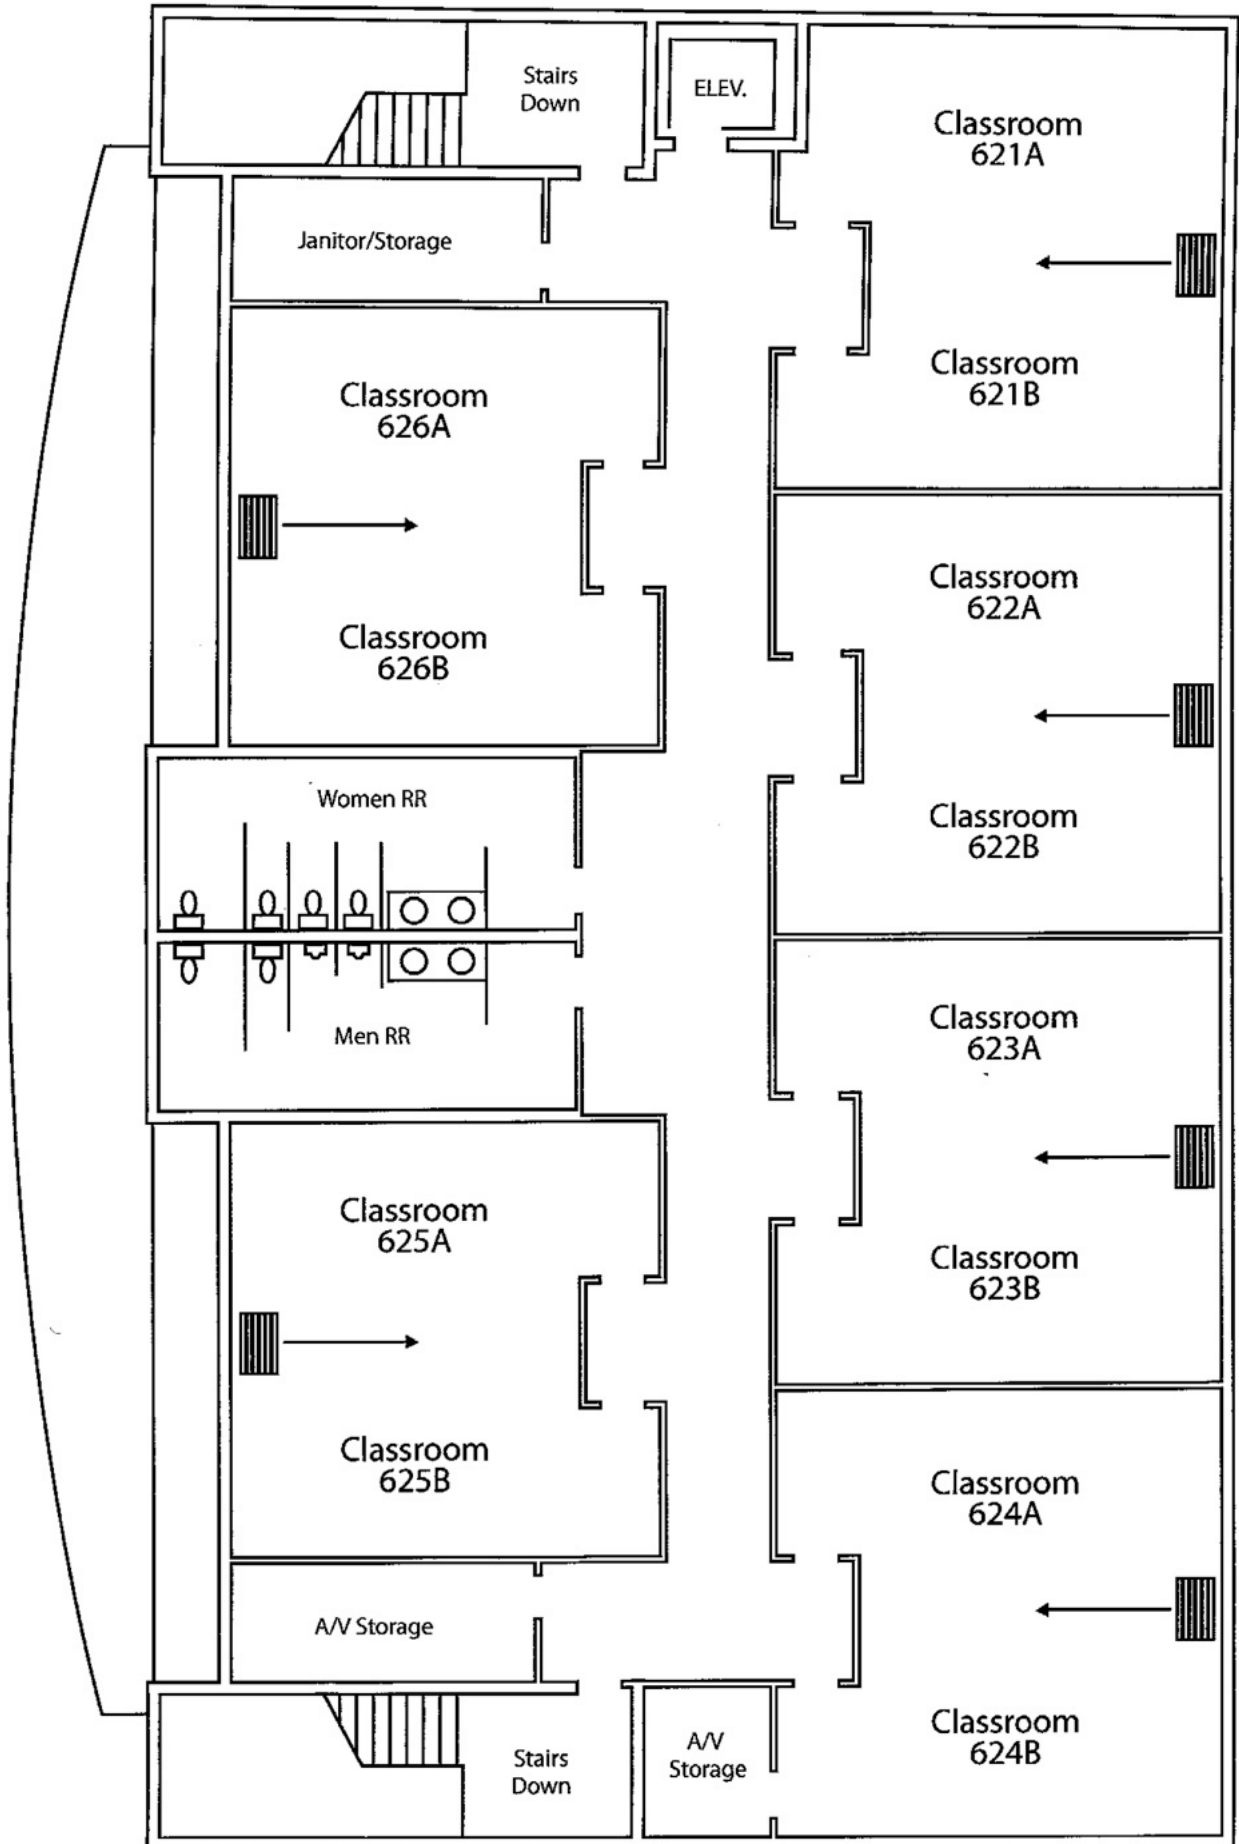 Stairs
Down
ELEV.
Classroom
621A
Janitor/Storage
Classroom
621B
Classroom
626A
Classroom
622A
Classroom
626B
Women RR
Classroom
622B
Classroom
623A
Men RR
Classroom
625A
Classroom
623B
Classroom
625B
Classroom
624A
A/V Storage
Classroom
624B
A/V
Storage
Stairs
Down